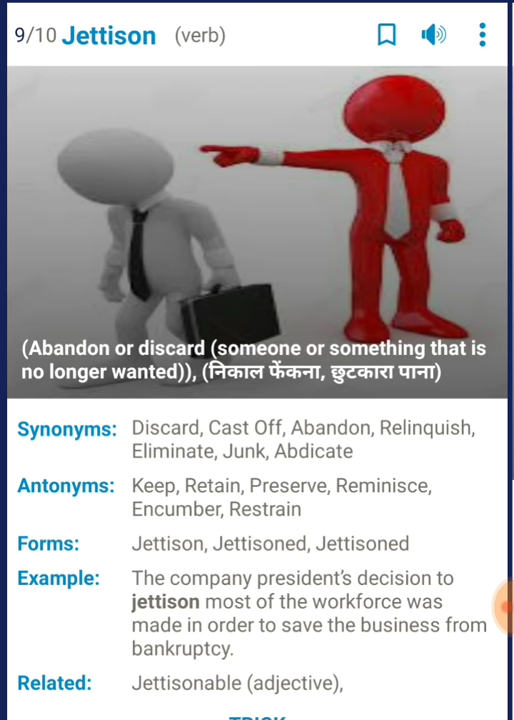 9/10 Jettison (verb)
(Abandon or discard (someone or something that is
no longer wanted)), (निकाल फेंकना, छुटकारा पाना)
Synonyms: Discard, Cast Off, Abandon, Relinquish,
Eliminate, Junk, Abdicate
Antonyms: Keep, Retain, Preserve, Reminisce,
Encumber, Restrain
Forms: Jettison, Jettisoned, Jettisoned
Example: The company president's decision to
jettison most of the workforce was
made in order to save the business from
bankruptcy.
Related: Jettisonable (adjective),
TRICK